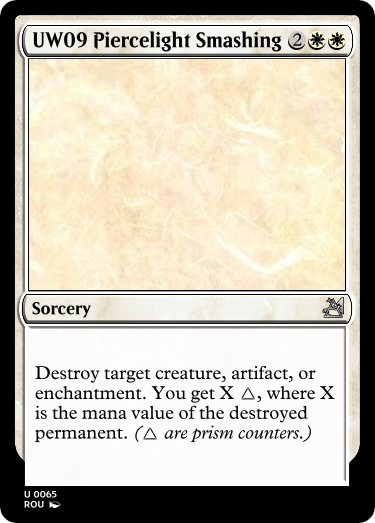 UW09 Piercelight Smashing 2
Sorcery
Destroy target creature, artifact, or
enchantment. You get X △, where X
is the mana value of the destroyed
permanent. (△ are prism counters.)
U 0065
ROU